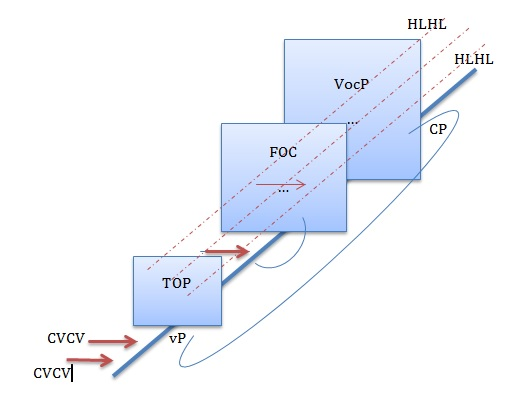 HLHL
HLHL
VocP
...
CP
FOC
...
TOP
vP
CVCV
CVCV